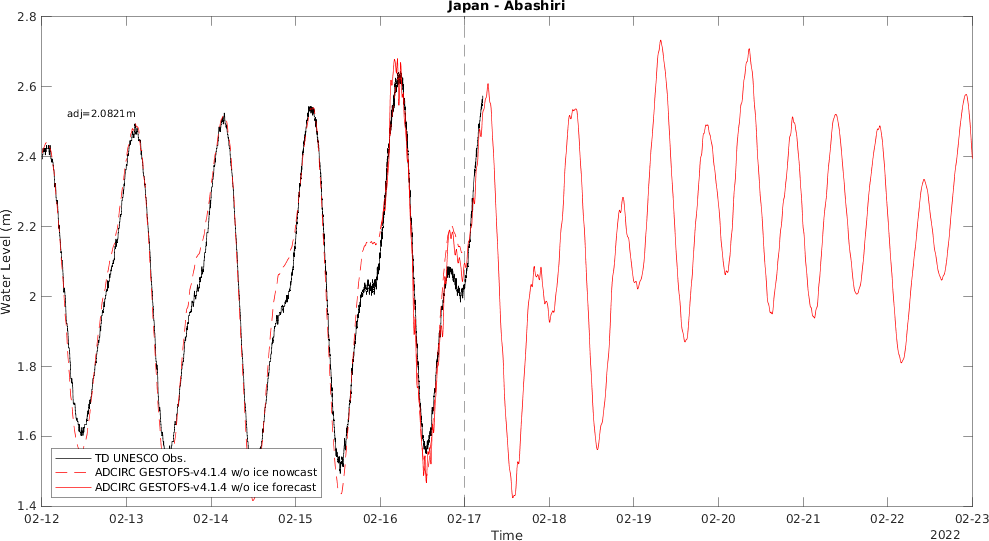 Japan - Abashiri
2.8
2.6
adj=2.0821m
2.4
2.2
Water Level (m)
2
1.8
1.6
TD UNESCO Obs.
ADCIRC GESTOFS-v4.1.4 w/o ice nowcast
ADCIRC GESTOFS-v4.1.4 w/o ice forecast
1.4
02-12 02-13 02-14 02-15 02-16 02-17 02-18 02-19 02-20 02-21 02-22 02-23
Time
2022